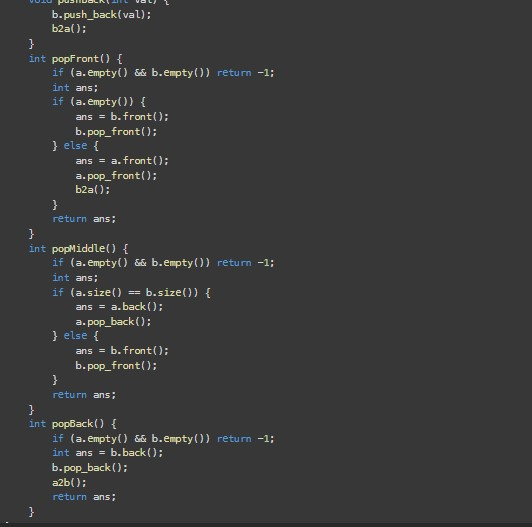 void pushBack(int val) {
b.push_back(val);
b2a();
}
int popFront() {
if (a.empty() && b.empty()) return -1;
int ans;
if (a.empty()) {
ans = b.front();
b.pop_front();
} else {
ans = a.front();
a.pop_front();
b2a();
}
return ans;
}
int popMiddle() {
if (a.empty() && b.empty()) return -1;
int ans;
if (a.size() == b.size()) {
ans = a.back();
a.pop_back();
} else {
ans = b.front();
b.pop_front();
}
return ans;
}
int popBack() {
if (a.empty() && b.empty()) return -1;
int ans = b.back();
b.pop_back();
a2b();
return ans;
}